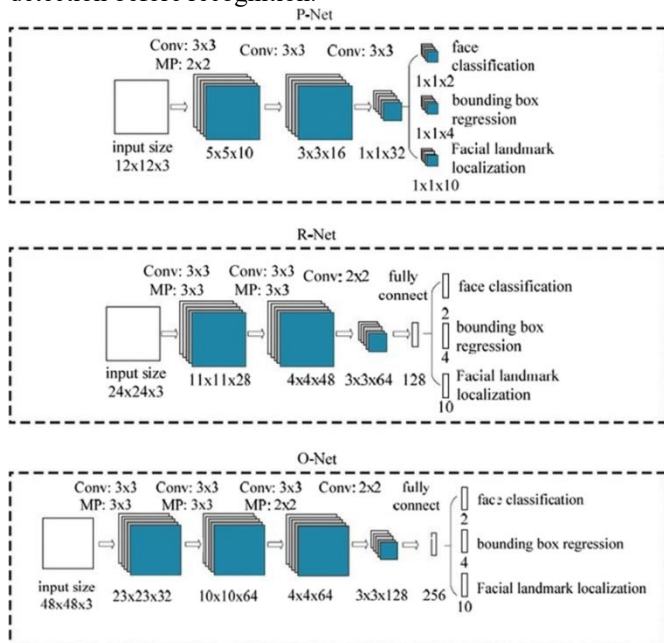 detection before recognition.
P-Net
Conv: 3x3 Conv: 3x3 Conv: 3x3
MP: 2x2
face
classification
1x1x2
bounding box
regression
1x1x4
Facial landmark
localization
1x1x10
input size
12x12x3
5x5x10 3x3x16 1x1x32
R-Net
Conv: 3x3 Conv: 3x3 Conv: 2x2 fully
MP: 3x3 MP: 3x3 connect
face classification
2
bounding box
regression
4
Facial landmark
localization
10
input size
24x24x3
11x11x28 4x4x48 3x3x64 128
O-Net
Conv: 3x3 Conv: 3x3 Conv: 3x3 Conv: 2x2 fully
MP: 3x3 MP: 3x3 MP: 2x2 connect
face classification
2
bounding box regression
4
Facial landmark localization
10
input size
48x48x3
23x23x32 10x10x64 4x4x64 3x3x128 256